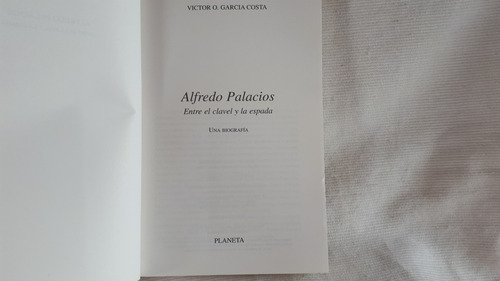 VICTOR O. GARCIA COSTA
Alfredo Palacios
Entre el clavel y la espada
UNA BIOGRAFÍA
PLANETA